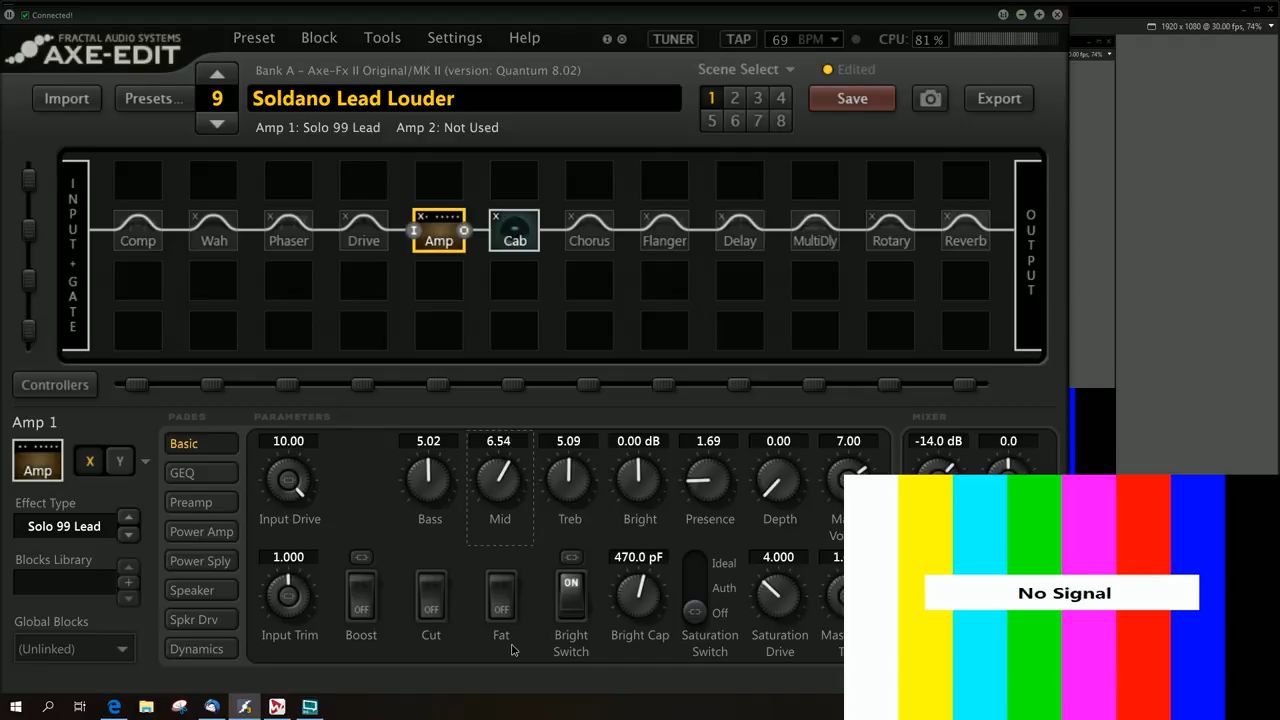 Connected!
1920 x 1080 @ 30.00 fps, 74%
00 fps, 74%
FRACTAL AUDIO SYSTEMS
AXE-EDIT
Preset Block Tools Settings Help
TUNER TAP 69 BPM CPU: 81 %
Bank A - Axe-Fx II Original/MK II (version: Quantum 8.02)
Scene Select
Edited
Import Presets... 9 Soldano Lead Louder
1 2 3 4
5 6 7 8
Save Export
Amp 1: Solo 99 Lead Amp 2: Not Used
INPUT + GATE
X X X X X X X X X
Comp Wah Phaser Drive Amp Cab Chorus Flanger Delay MultiDly Rotary Reverb
OUTPUT
Controllers
Amp 1
Amp
X Y
Effect Type
Solo 99 Lead
Blocks Library
Global Blocks
(Unlinked)
PAGES
Basic
GEQ
Preamp
Power Amp
Power Sply
Speaker
Spkr Drv
Dynamics
PARAMETERS
10.00 5.02 6.54 5.09 0.00 dB 1.69 0.00 7.00
Input Drive Bass Mid Treb Bright Presence Depth
1.000 470.0 pF 4.000
Ideal
Auth
Off
OFF OFF OFF ON
Input Trim Boost Cut Fat Bright Switch Bright Cap Saturation Switch Saturation Drive
MIXER
-14.0 dB 0.0
No Signal